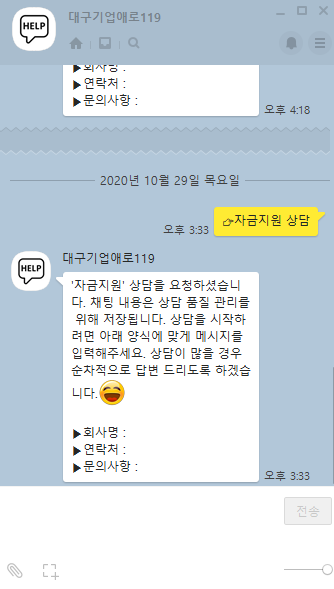 HELP
대구기업애로119
▶회사명 :
▶연락처 :
▶문의사항 :
오후 4:18
2020년 10월 29일 목요일
오후 3:33
👉자금지원 상담
HELP
대구기업애로119
'자금지원' 상담을 요청하셨습니
다. 채팅 내용은 상담 품질 관리를
위해 저장됩니다. 상담을 시작하
려면 아래 양식에 맞게 메시지를
입력해주세요. 상담이 많을 경우
순차적으로 답변 드리도록 하겠습
니다.😄
▶회사명 :
▶연락처 :
▶문의사항 :
오후 3:33
전송